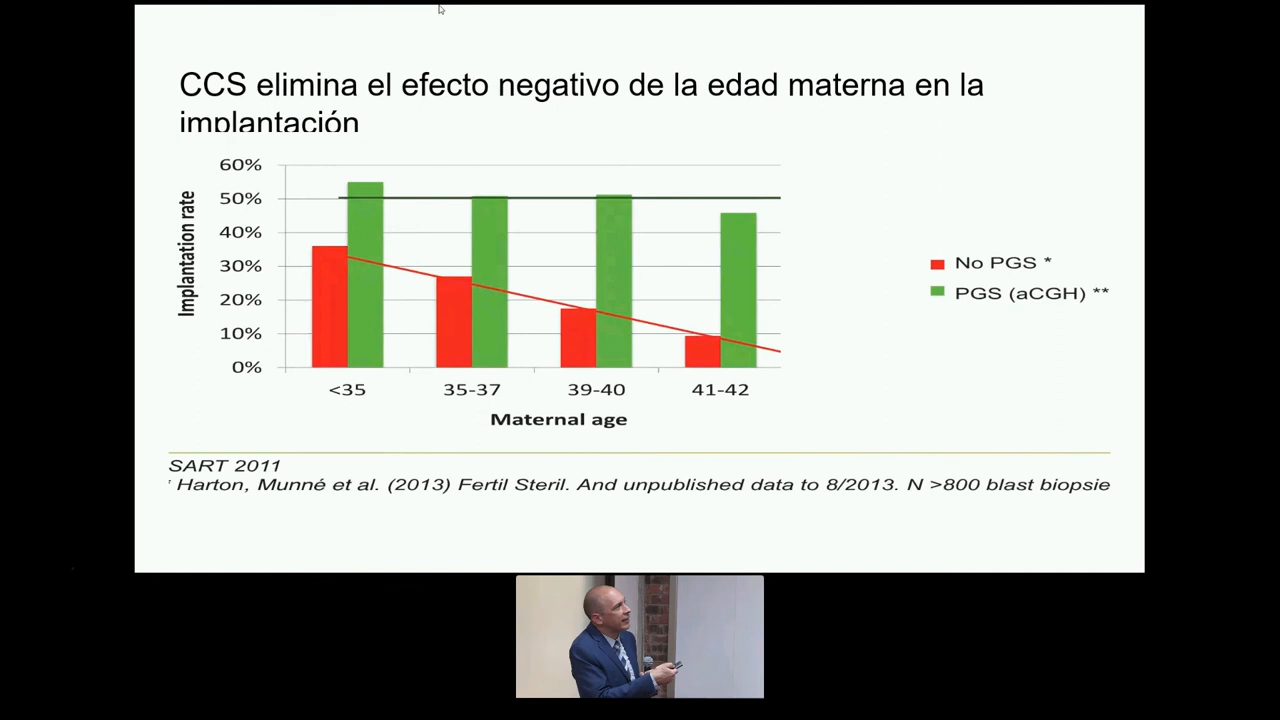 CCS elimina el efecto negativo de la edad materna en la
implantación
60%
50%
40%
30%
20%
10%
0%
Implantation rate
<35
35-37
39-40
41-42
Maternal age
No PGS *
PGS (aCGH) **
SART 2011
Harton, Munné et al. (2013) Fertil Steril. And unpublished data to 8/2013. N >800 blast biopsie